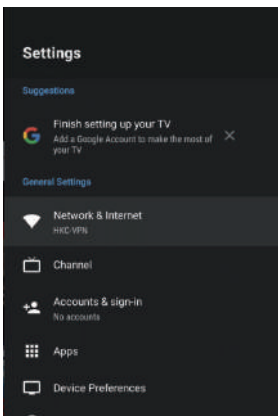 Settings
Suggestions
Finish setting up your TV
Add a Google Account to make the most of
your TV
General Settings
Network & Internet
HKC-VPN
Channel
Accounts & sign-in
No accounts
Apps
Device Preferences